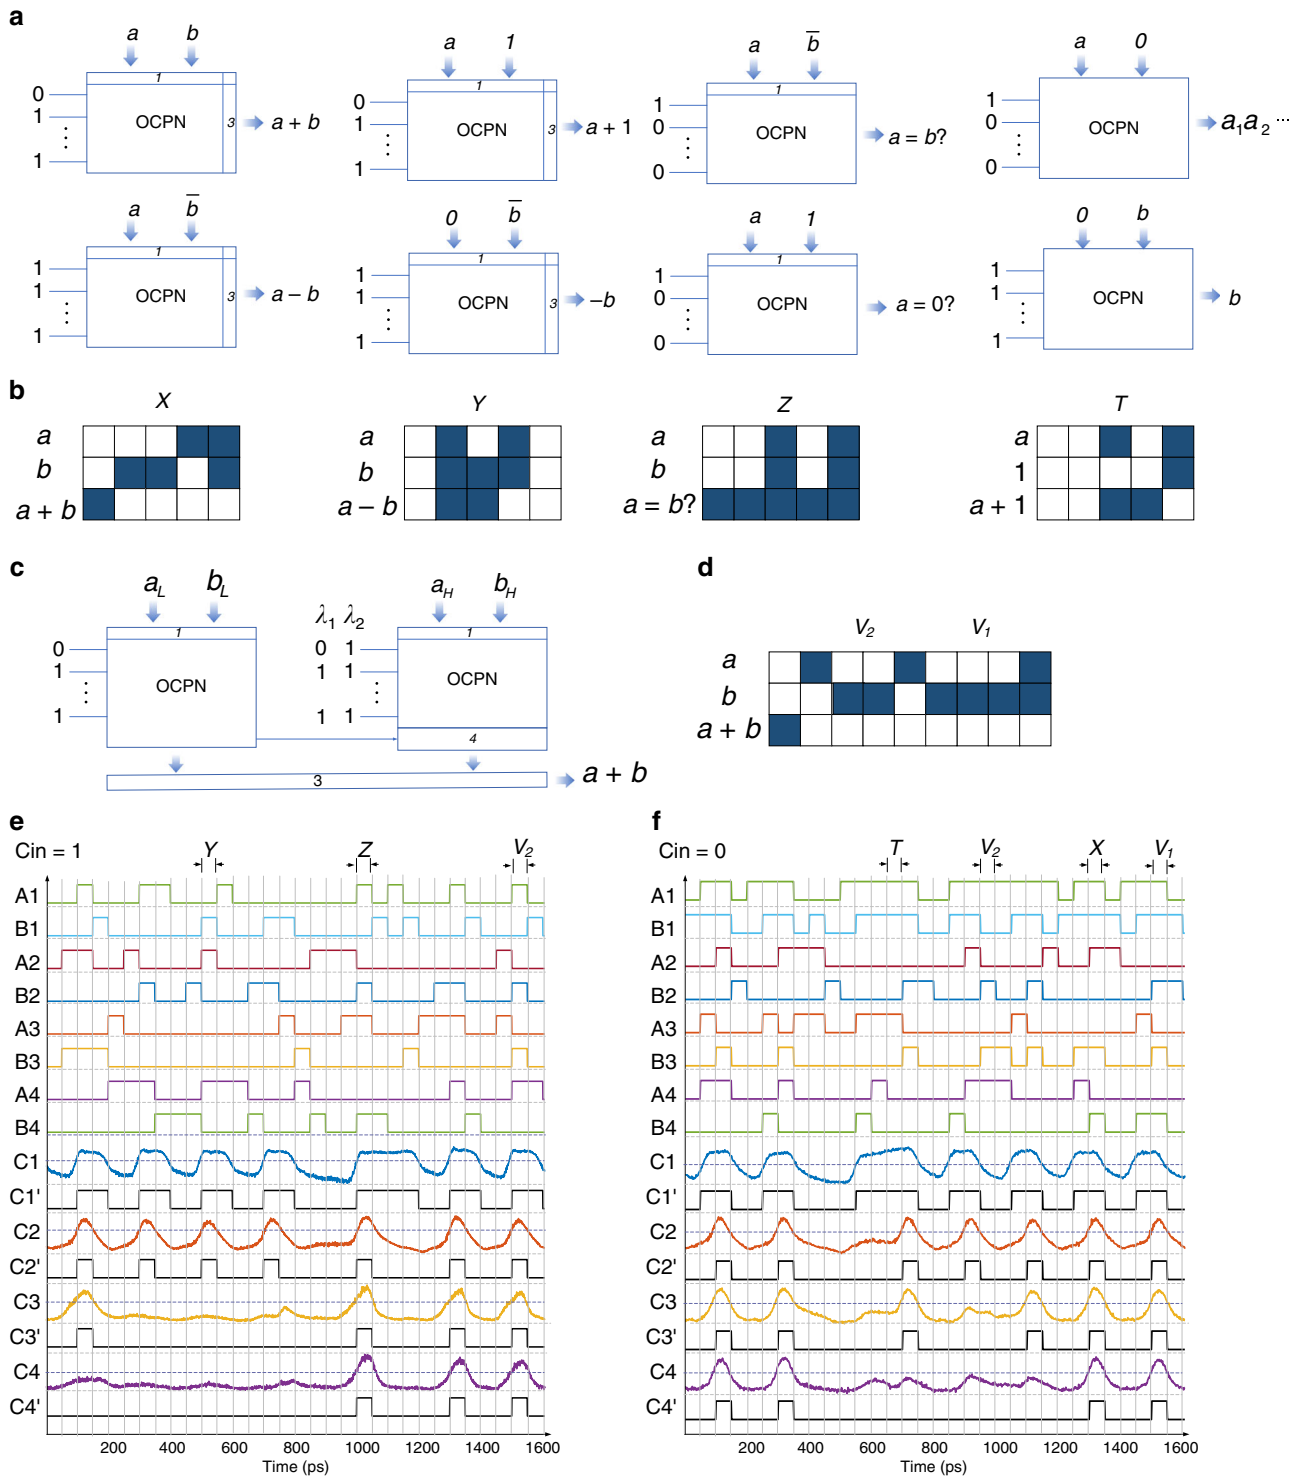 a
a b
1
0
1
⋮
1
OCPN
3
a + b
a 1
1
0
1
⋮
1
OCPN
3
a + 1
a b̅
1
1
0
⋮
0
OCPN
a = b?
a 0
1
0
⋮
0
OCPN
a₁a₂ ···
a b̅
1
1
1
⋮
1
OCPN
3
a – b
0 b̅
1
1
1
⋮
1
OCPN
3
–b
a 1
1
1
0
⋮
0
OCPN
a = 0?
0 b
1
1
⋮
1
OCPN
b
b
X
a
b
a + b
Y
a
b
a – b
Z
a
b
a = b?
T
a
1
a + 1
c
a_L b_L
1
0
1
⋮
1
OCPN
λ₁ λ₂
0 1
1 1
⋮
1 1
a_H b_H
1
OCPN
4
3
a + b
d
V₂ V₁
a
b
a + b
e
Cin = 1
Y Z V₂
A1
B1
A2
B2
A3
B3
A4
B4
C1
C1'
C2
C2'
C3
C3'
C4
C4'
200 400 600 800 1000 1200 1400 1600
Time (ps)
f
Cin = 0
T V₂ X V₁
A1
B1
A2
B2
A3
B3
A4
B4
C1
C1'
C2
C2'
C3
C3'
C4
C4'
200 400 600 800 1000 1200 1400 1600
Time (ps)